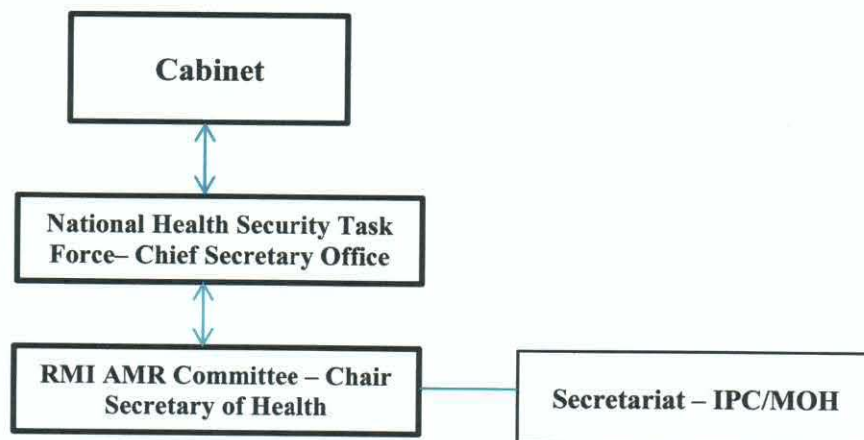 Cabinet
National Health Security Task
Force– Chief Secretary Office
RMI AMR Committee – Chair
Secretary of Health
Secretariat – IPC/MOH